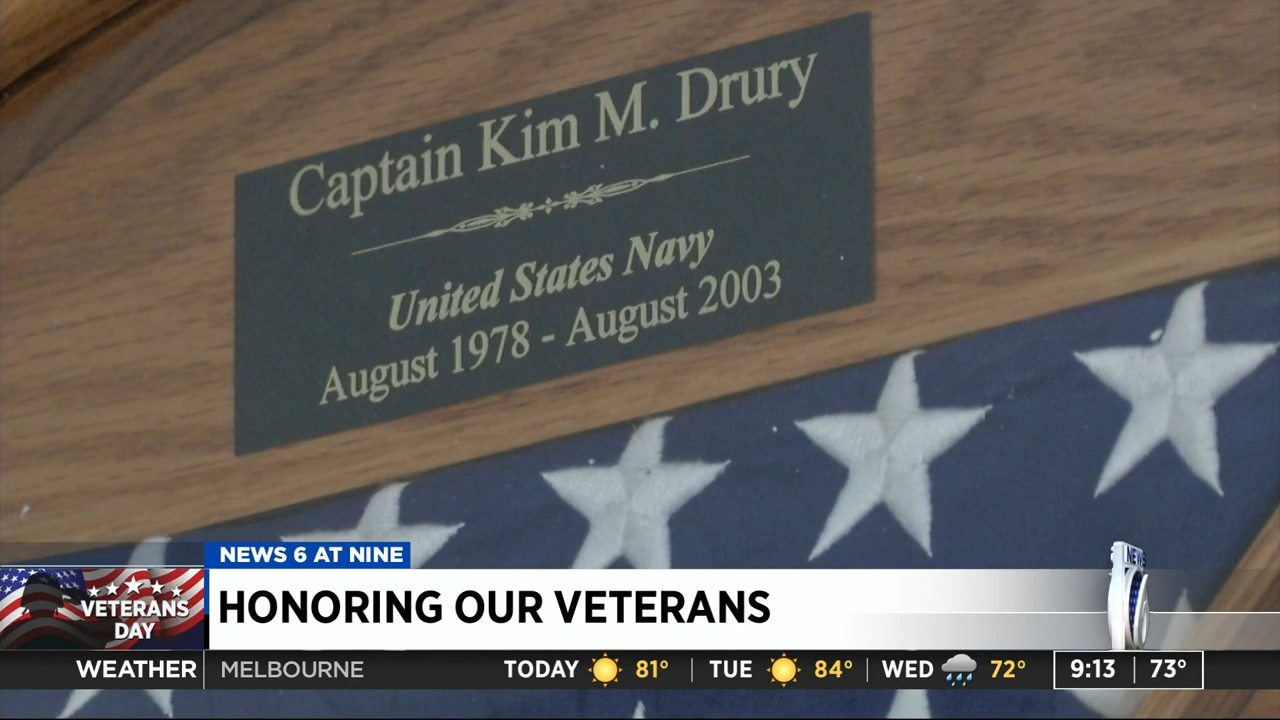 Captain Kim M. Drury
United States Navy
August 1978 - August 2003
NEWS 6 AT NINE
VETERANS
DAY
HONORING OUR VETERANS
NEWS
WEATHER
MELBOURNE
TODAY 81° TUE 84° WED 72°
9:13 73°